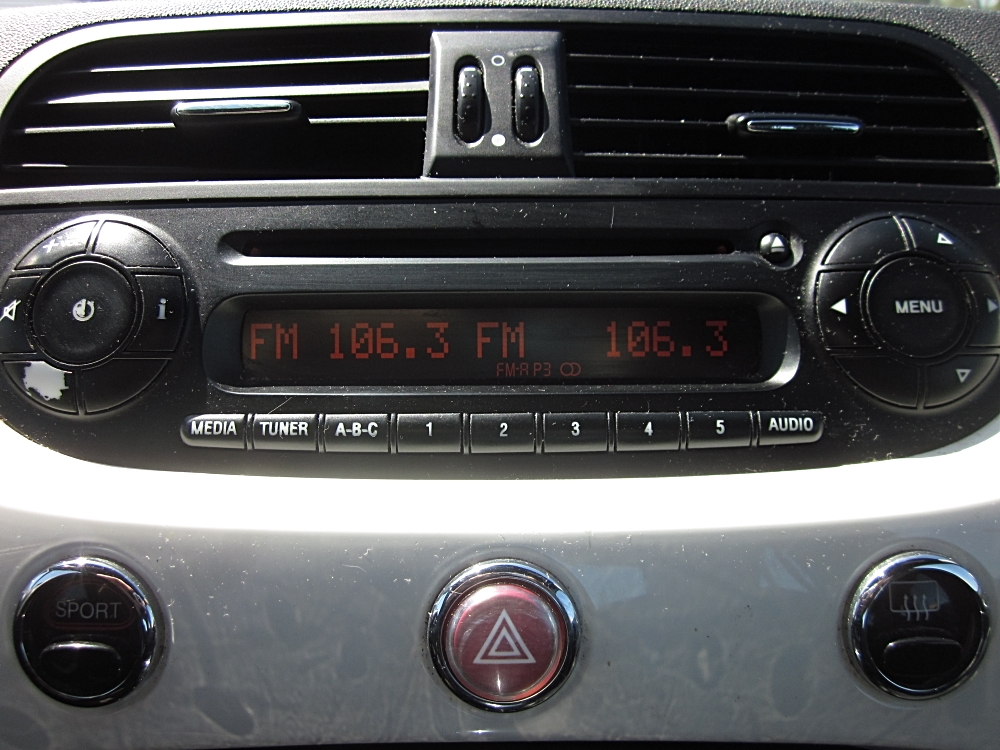 FM 106.3 FM 106.3
FM-A P3
MENU
MEDIA TUNER A-B-C 1 2 3 4 5 AUDIO
SPORT